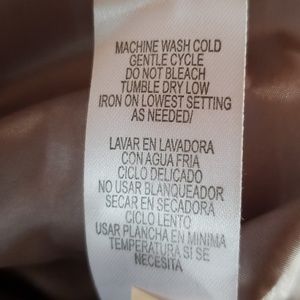 MACHINE WASH COLD
GENTLE CYCLE
DO NOT BLEACH
TUMBLE DRY LOW
IRON ON LOWEST SETTING
AS NEEDED/
LAVAR EN LAVADORA
CON AGUA FRIA
CICLO DELICADO
NO USAR BLANQUEADOR
SECAR EN SECADORA
CICLO LENTO
USAR PLANCHA EN MINIMA
TEMPERATURA SI SE
NECESITA